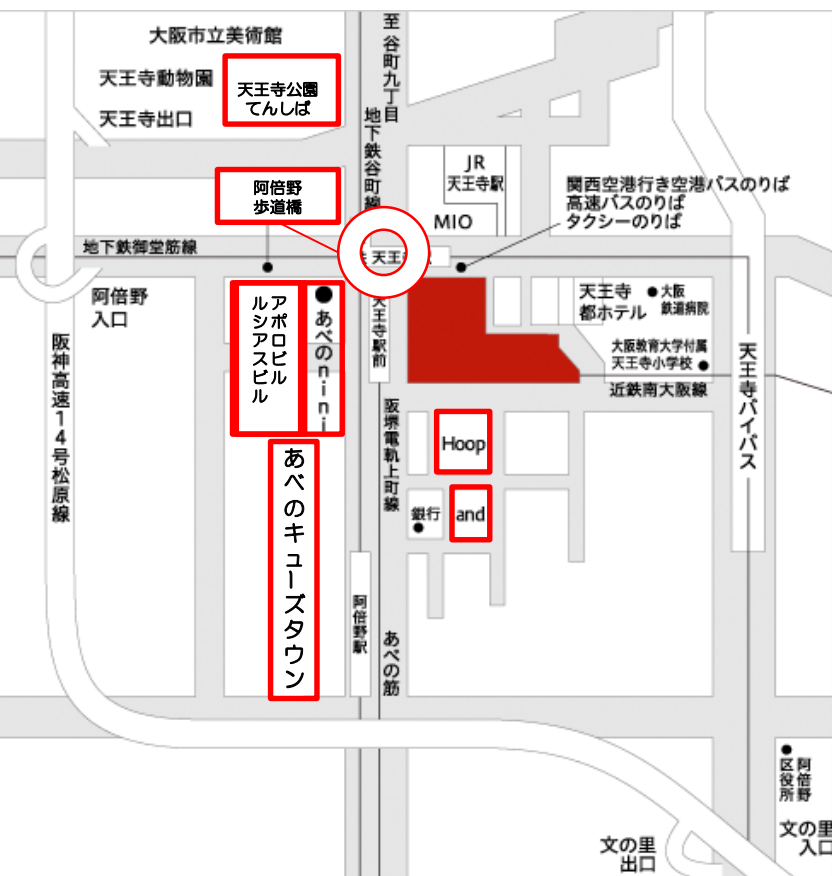 大阪市立美術館
至 谷町九丁目
天王寺動物園
天王寺公園
てんしば
天王寺出口
地下鉄谷町線
JR
天王寺駅
阿倍野
歩道橋
関西空港行き空港バスのりば
高速バスのりば
タクシーのりば
MIO
地下鉄御堂筋線
天王
阿倍野
入口
アポロビル
ルシアスビル
あべのnini
天王寺駅前
天王寺
都ホテル
大阪
鉄道病院
大阪教育大学付属
天王寺小学校
近鉄南大阪線
天王寺バイパス
阪神高速14号松原線
阪堺電軌上町線
Hoop
あべのキューズタウン
銀行
and
阿倍野駅
あべの筋
阿倍野
区役所
文の里
入口
文の里
出口